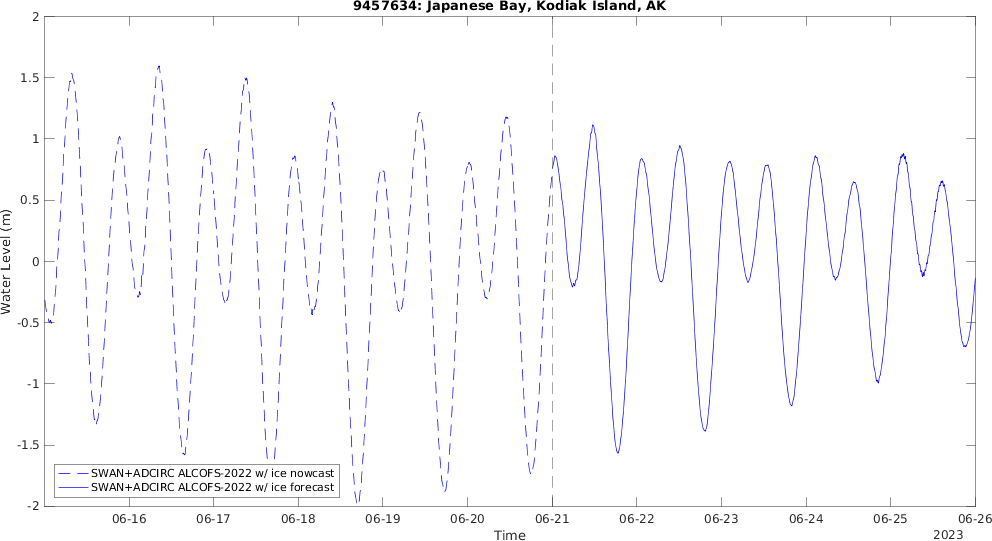 9457634: Japanese Bay, Kodiak Island, AK
2
1.5
1
0.5
0
-0.5
-1
-1.5
-2
Water Level (m)
SWAN+ADCIRC ALCOFS-2022 w/ ice nowcast
SWAN+ADCIRC ALCOFS-2022 w/ ice forecast
06-16 06-17 06-18 06-19 06-20 06-21 06-22 06-23 06-24 06-25 06-26
Time
2023